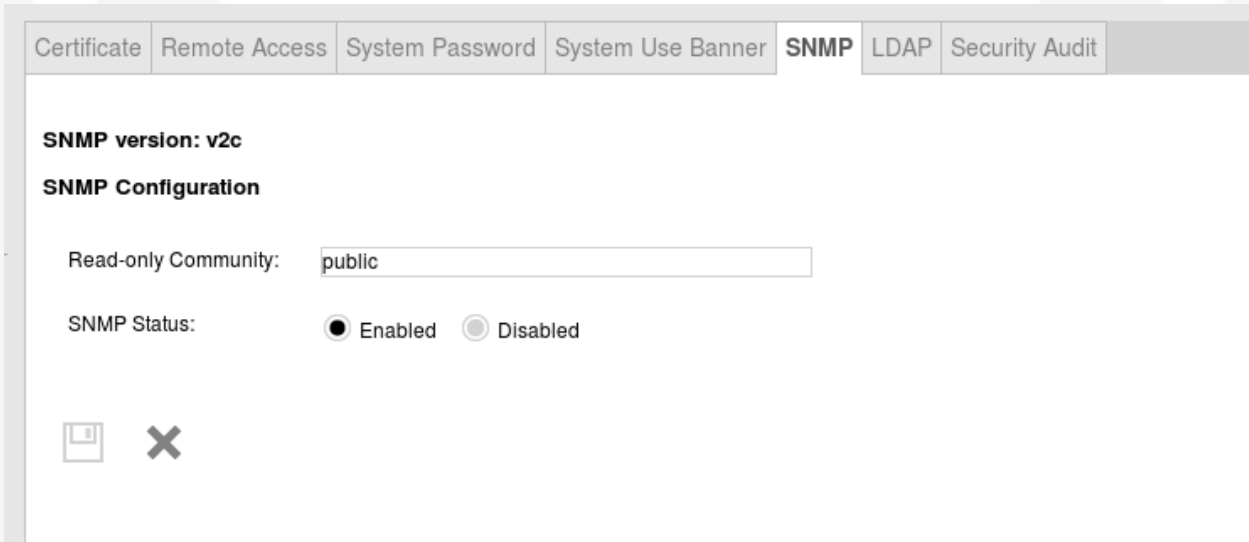 Certificate Remote Access System Password System Use Banner SNMP LDAP Security Audit
SNMP version: v2c
SNMP Configuration
Read-only Community: public
SNMP Status: Enabled Disabled